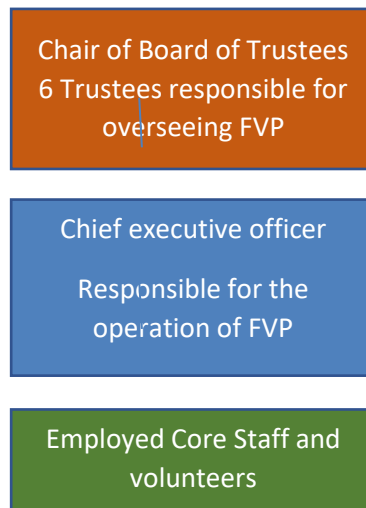 Chair of Board of Trustees
6 Trustees responsible for
overseeing FVP
Chief executive officer
Responsible for the
operation of FVP
Employed Core Staff and
volunteers